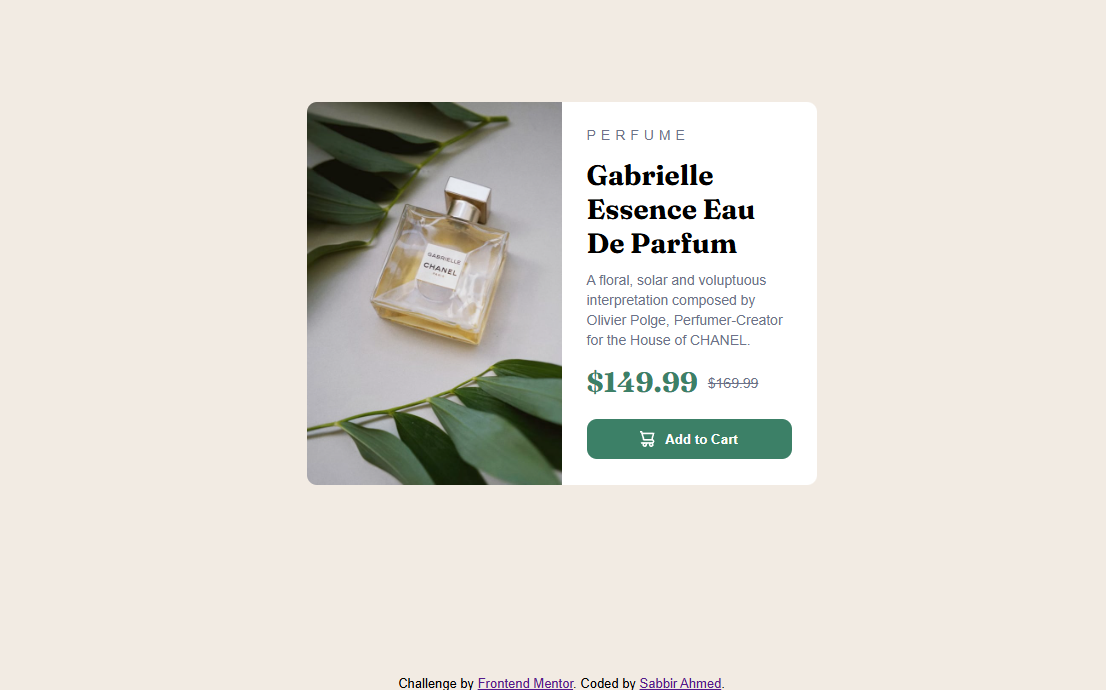 PERFUME
Gabrielle
Essence Eau
De Parfum
A floral, solar and voluptuous
interpretation composed by
Olivier Polge, Perfumer-Creator
for the House of CHANEL.
$149.99 $169.99
Add to Cart
GABRIELLE
CHANEL
PARIS
Challenge by Frontend Mentor. Coded by Sabbir Ahmed.